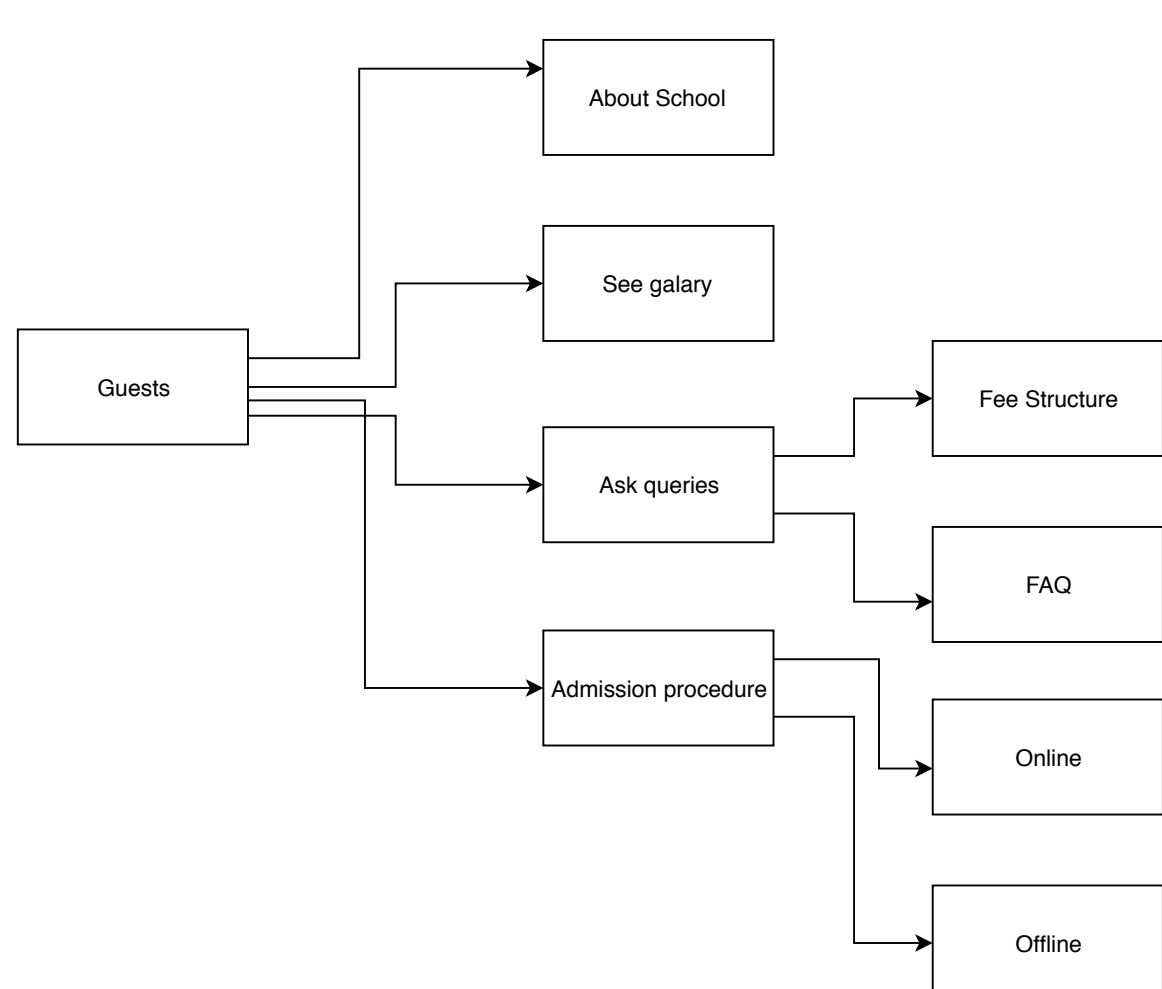 About School
See galary
Guests
Fee Structure
Ask queries
FAQ
Admission procedure
Online
Offline